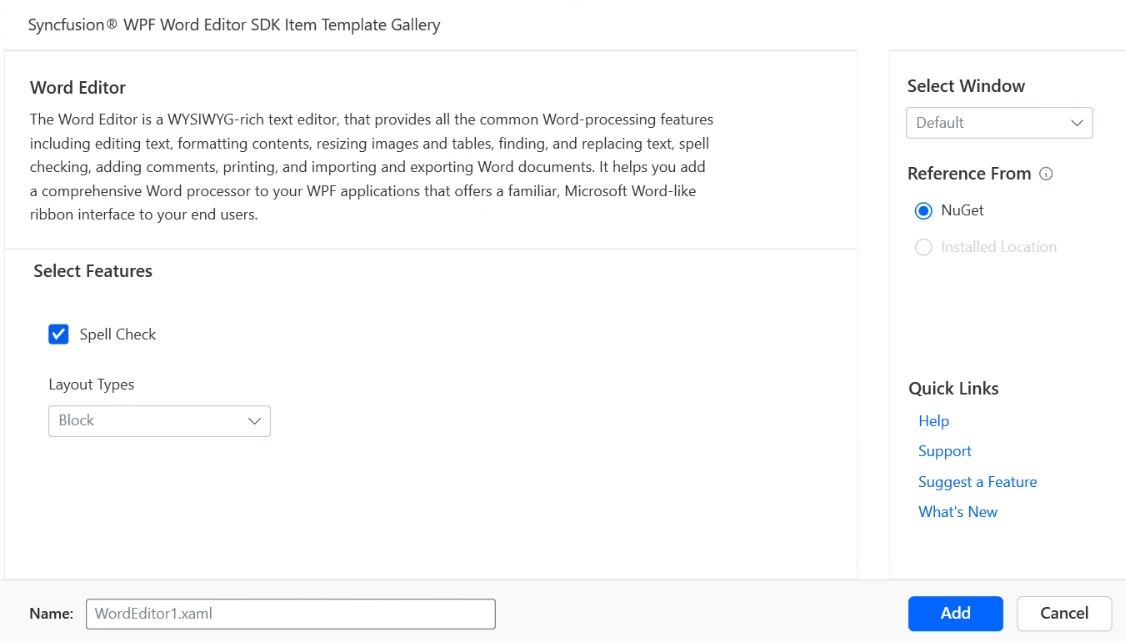 Syncfusion® WPF Word Editor SDK Item Template Gallery
Word Editor
The Word Editor is a WYSIWYG-rich text editor, that provides all the common Word-processing features
including editing text, formatting contents, resizing images and tables, finding, and replacing text, spell
checking, adding comments, printing, and importing and exporting Word documents. It helps you add
a comprehensive Word processor to your WPF applications that offers a familiar, Microsoft Word-like
ribbon interface to your end users.
Select Features
Spell Check
Layout Types
Block
Select Window
Default
Reference From
NuGet
Installed Location
Quick Links
Help
Support
Suggest a Feature
What's New
Name: WordEditor1.xaml
Add Cancel